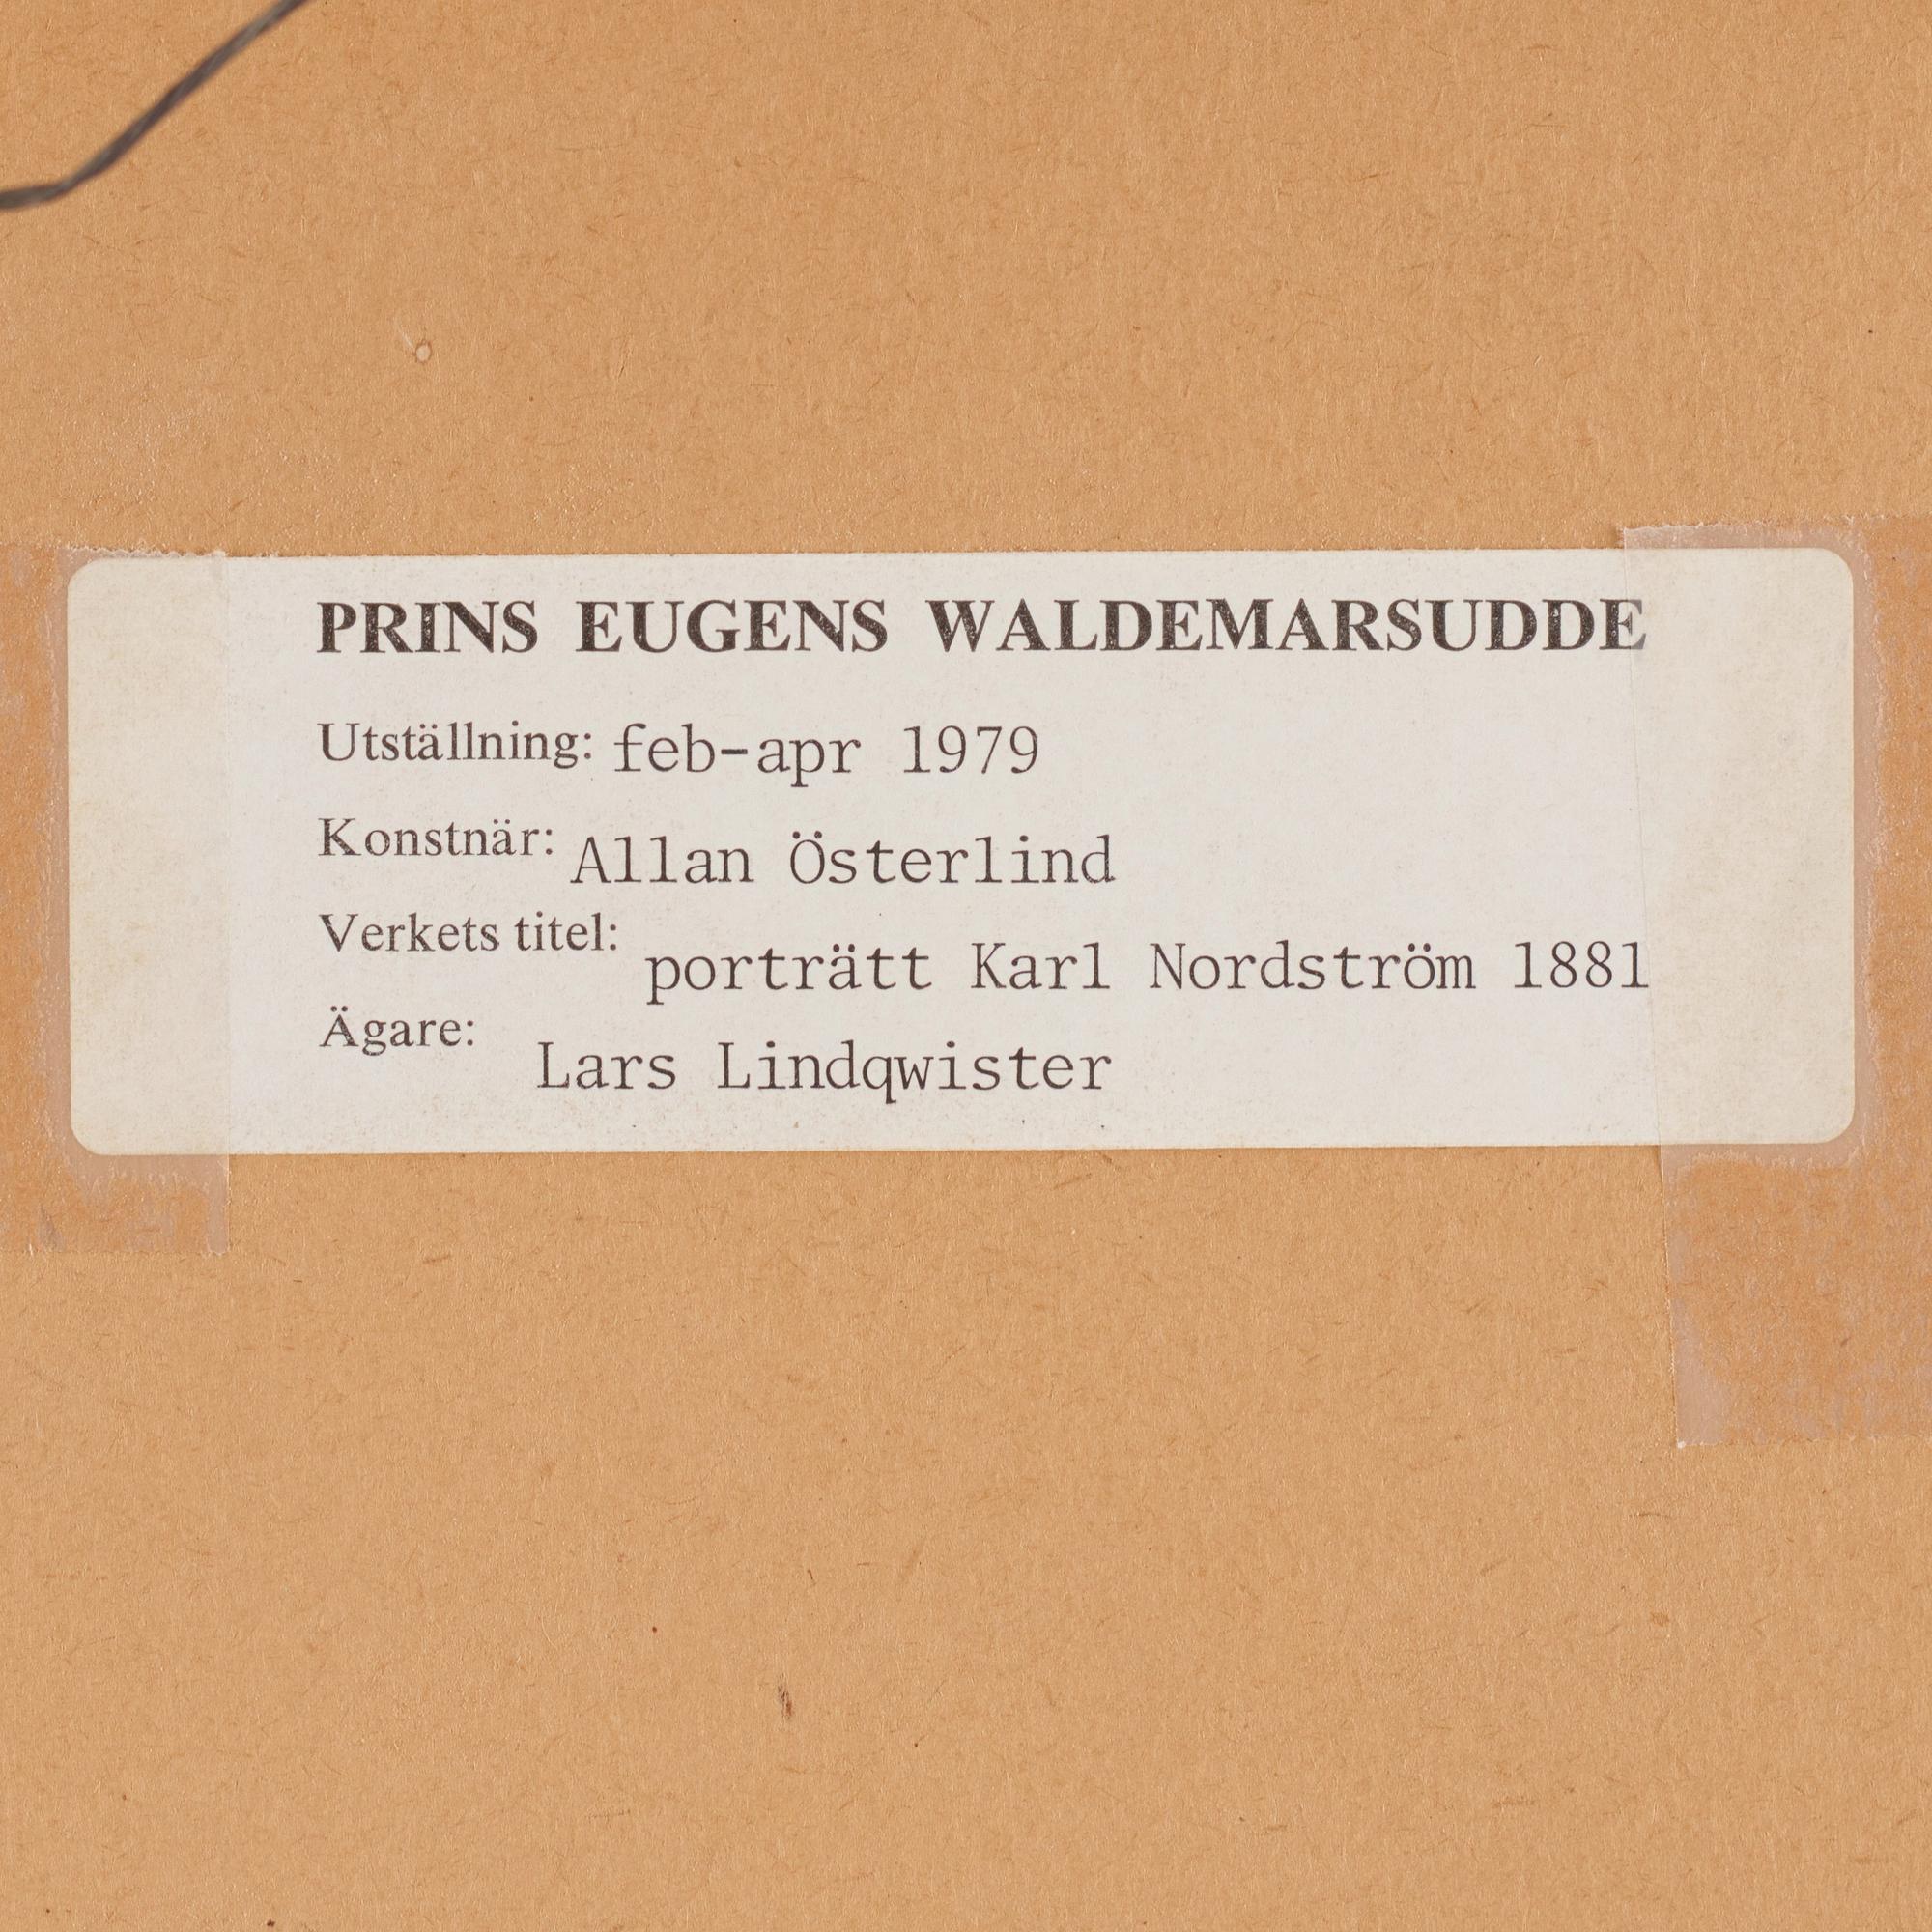 PRINS EUGENS WALDEMARSUDDE
Utställning: feb-apr 1979
Konstnär: Allan Österlind
Verkets titel: porträtt Karl Nordström 1881
Ägare: Lars Lindqwister